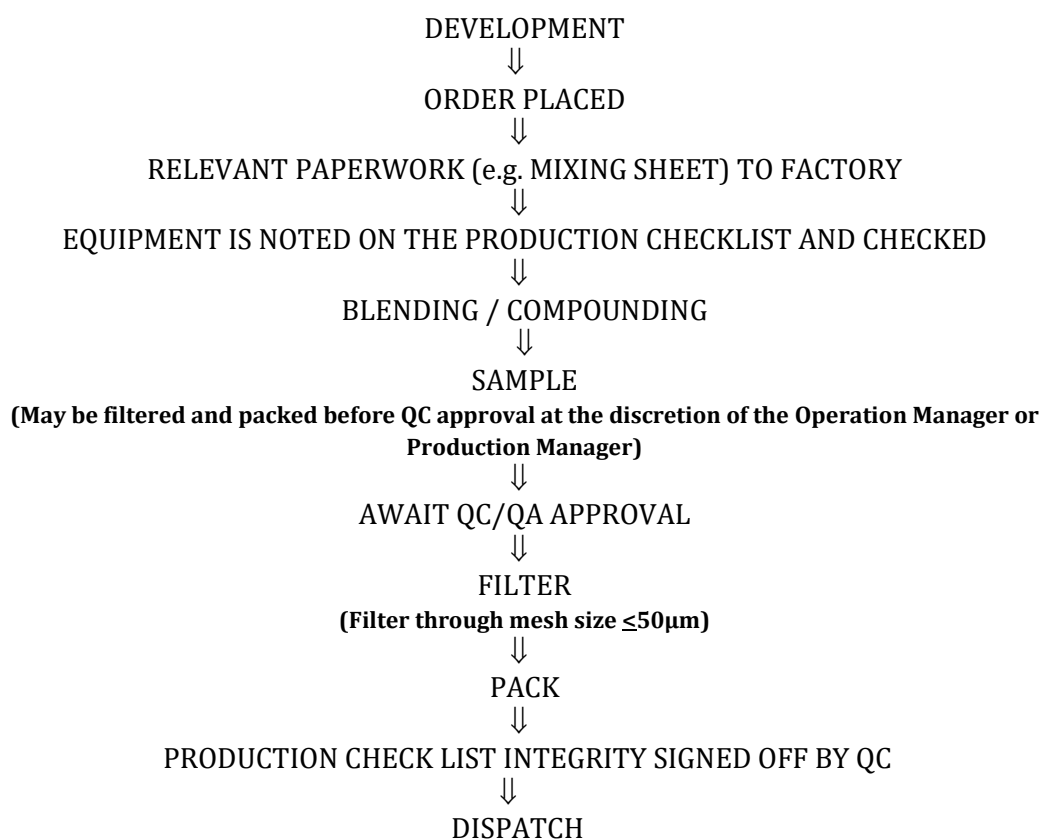 DEVELOPMENT
⇓
ORDER PLACED
⇓
RELEVANT PAPERWORK (e.g. MIXING SHEET) TO FACTORY
⇓
EQUIPMENT IS NOTED ON THE PRODUCTION CHECKLIST AND CHECKED
⇓
BLENDING / COMPOUNDING
⇓
SAMPLE
(May be filtered and packed before QC approval at the discretion of the Operation Manager or
Production Manager)
⇓
AWAIT QC/QA APPROVAL
⇓
FILTER
(Filter through mesh size ≤50μm)
⇓
PACK
⇓
PRODUCTION CHECK LIST INTEGRITY SIGNED OFF BY QC
⇓
DISPATCH